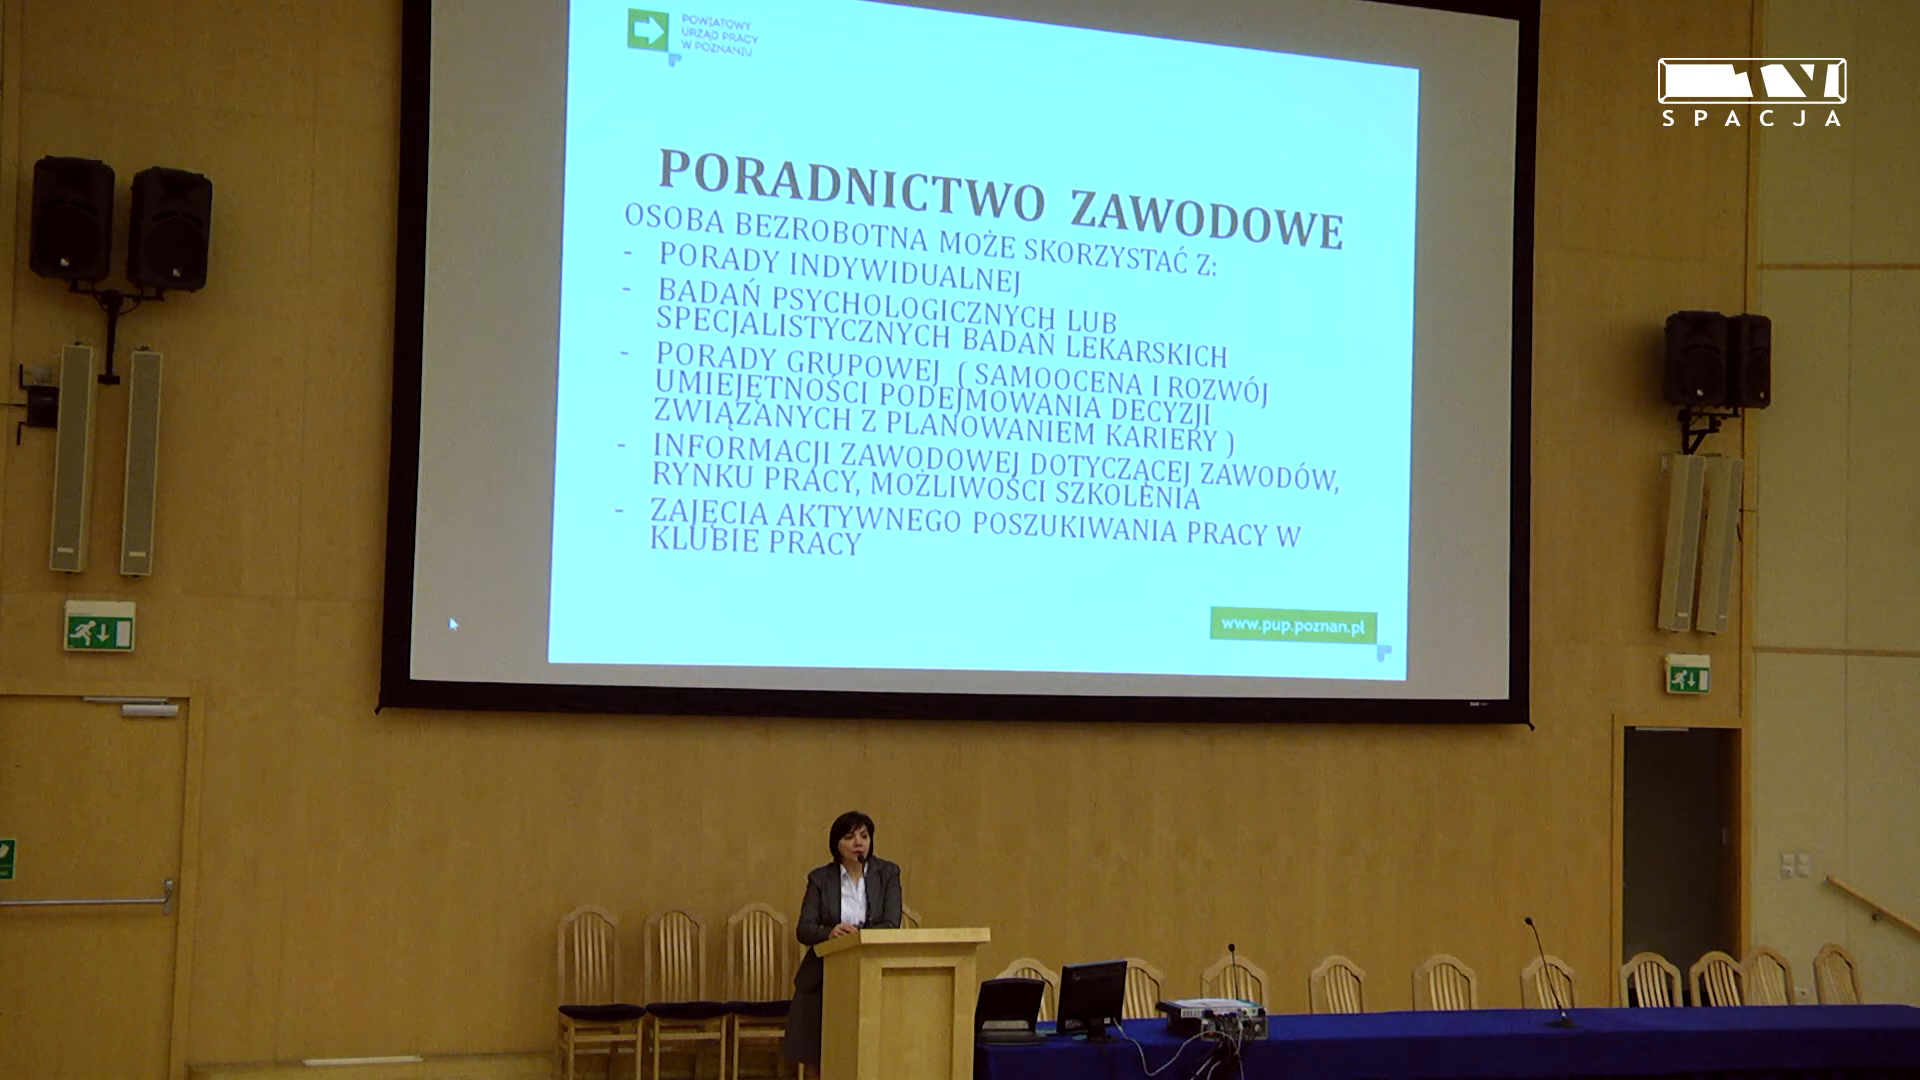 POWIATOWY
URZĄD PRACY
W POZNANIU
SPACJA
PORADNICTWO ZAWODOWE
OSOBA BEZROBOTNA MOŻE SKORZYSTAĆ Z:
- PORADY INDYWIDUALNEJ
- BADAŃ PSYCHOLOGICZNYCH LUB
SPECJALISTYCZNYCH BADAŃ LEKARSKICH
- PORADY GRUPOWEJ ( SAMOOCENA I ROZWÓJ
UMIEJĘTNOŚCI PODEJMOWANIA DECYZJI
ZWIĄZANYCH Z PLANOWANIEM KARIERY )
- INFORMACJI ZAWODOWEJ DOTYCZĄCEJ ZAWODÓW,
RYNKU PRACY, MOŻLIWOŚCI SZKOLENIA
- ZAJĘCIA AKTYWNEGO POSZUKIWANIA PRACY W
KLUBIE PRACY
www.pup.poznan.pl